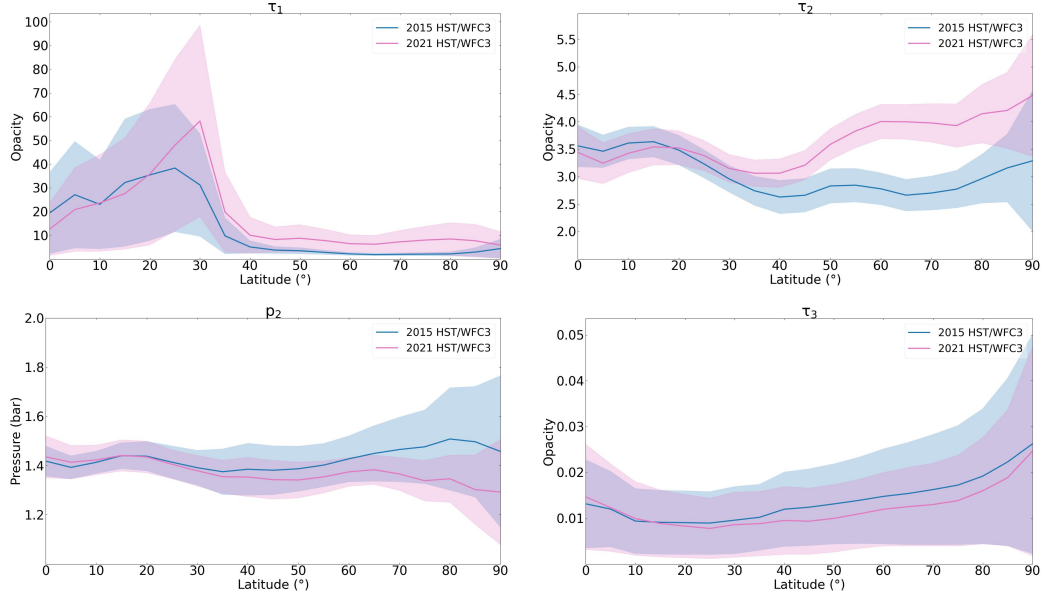 τ₁
100
90
80
70
60
50
40
30
20
10
Opacity
0 10 20 30 40 50 60 70 80 90
Latitude (°)
2015 HST/WFC3
2021 HST/WFC3
τ₂
5.5
5.0
4.5
4.0
3.5
3.0
2.5
2.0
Opacity
0 10 20 30 40 50 60 70 80 90
Latitude (°)
2015 HST/WFC3
2021 HST/WFC3
p₂
2.0
1.8
1.6
1.4
1.2
Pressure (bar)
0 10 20 30 40 50 60 70 80 90
Latitude (°)
2015 HST/WFC3
2021 HST/WFC3
τ₃
0.05
0.04
0.03
0.02
0.01
Opacity
0 10 20 30 40 50 60 70 80 90
Latitude (°)
2015 HST/WFC3
2021 HST/WFC3